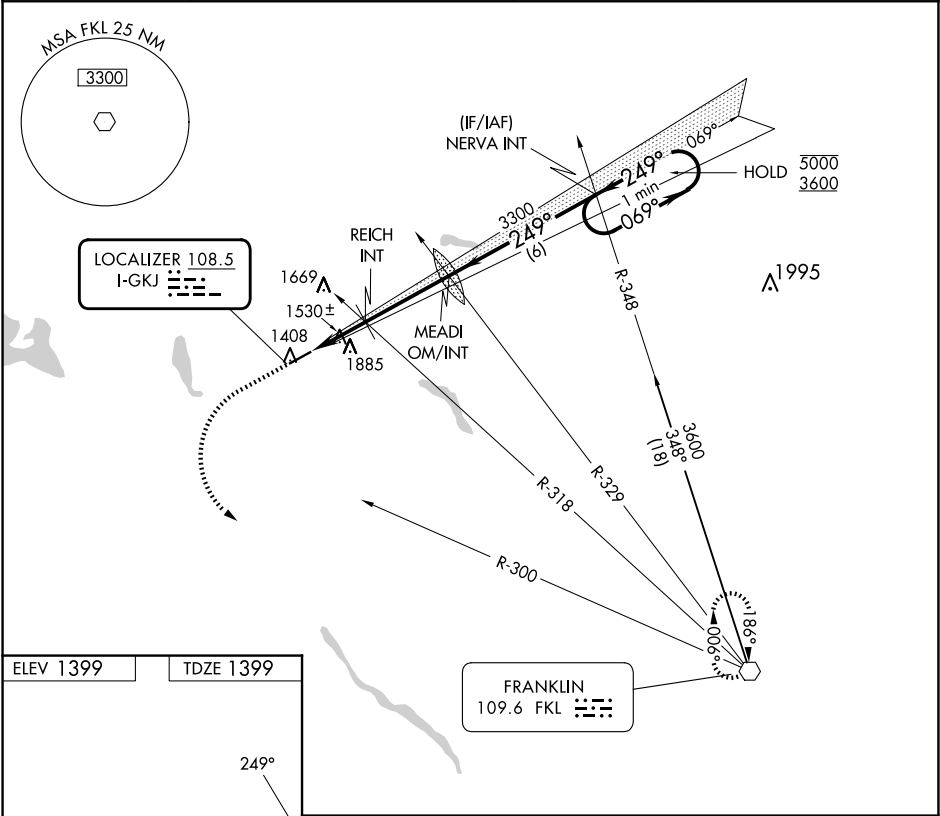 MSA FKL 25 NM
3300
(IF/IAF)
NERVA INT
069°
249°
1 min
069°
HOLD
5000
3600
3300
249°
(6)
REICH
INT
LOCALIZER 108.5
I-GKJ
1669
1530±
1408
1885
MEADI
OM/INT
1995
R-348
3600
348°
(18)
R-329
R-318
R-300
186°
006°
FRANKLIN
109.6 FKL
ELEV 1399
TDZE 1399
249°